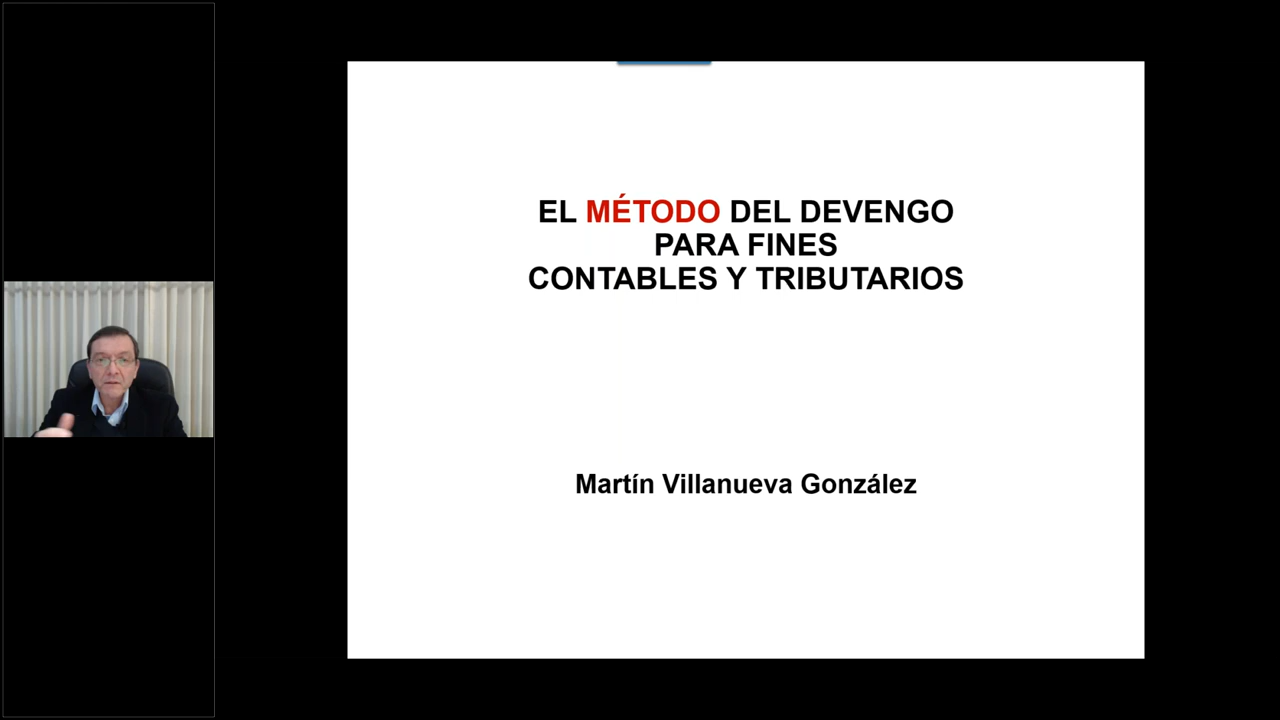 EL MÉTODO DEL DEVENGO
PARA FINES
CONTABLES Y TRIBUTARIOS
Martín Villanueva González